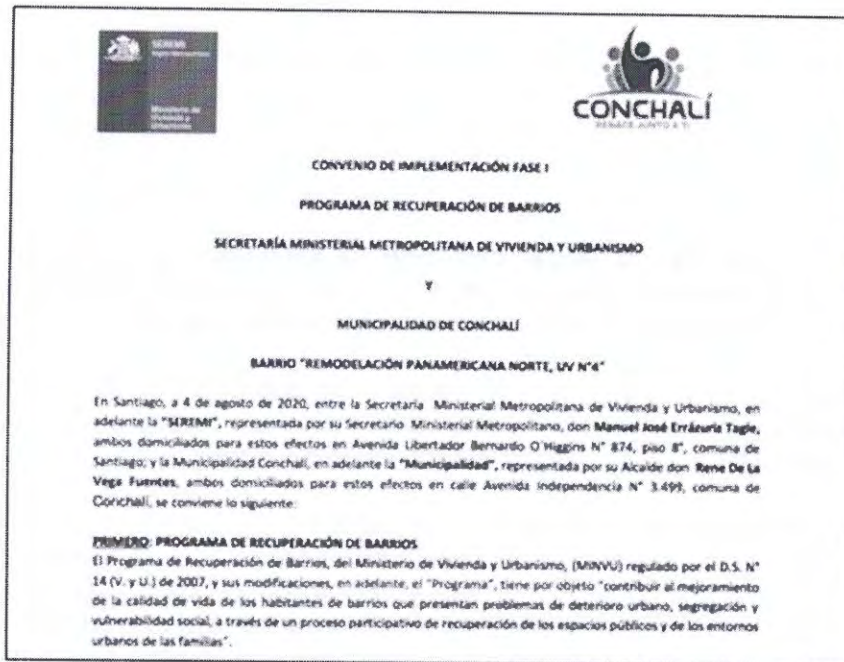 SEREMI
Ministerio de
Vivienda y
Urbanismo
CONCHALÍ
RENACE JUNTO A TI
CONVENIO DE IMPLEMENTACIÓN FASE I
PROGRAMA DE RECUPERACIÓN DE BARRIOS
SECRETARÍA MINISTERIAL METROPOLITANA DE VIVIENDA Y URBANISMO
Y
MUNICIPALIDAD DE CONCHALÍ
BARRIO "REMODELACIÓN PANAMERICANA NORTE, UV N°4"
En Santiago, a 4 de agosto de 2020, entre la Secretaría Ministerial Metropolitana de Vivienda y Urbanismo, en
adelante la "SEREMI", representada por su Secretario Ministerial Metropolitano, don Manuel José Errázuriz Tagle,
ambos domiciliados para estos efectos en Avenida Libertador Bernardo O'Higgins N° 874, piso 8°, comuna de
Santiago; y la Municipalidad Conchalí, en adelante la "Municipalidad", representada por su Alcalde don Rene De La
Vega Fuentes, ambos domiciliados para estos efectos en calle Avenida Independencia N° 3.499, comuna de
Conchalí, se conviene lo siguiente:
PRIMERO: PROGRAMA DE RECUPERACIÓN DE BARRIOS
El Programa de Recuperación de Barrios, del Ministerio de Vivienda y Urbanismo, (MINVU) regulado por el D.S. N°
14 (V. y U.) de 2007, y sus modificaciones, en adelante, el "Programa", tiene por objeto "contribuir al mejoramiento
de la calidad de vida de los habitantes de barrios que presentan problemas de deterioro urbano, segregación y
vulnerabilidad social, a través de un proceso participativo de recuperación de los espacios públicos y de los entornos
urbanos de las familias".